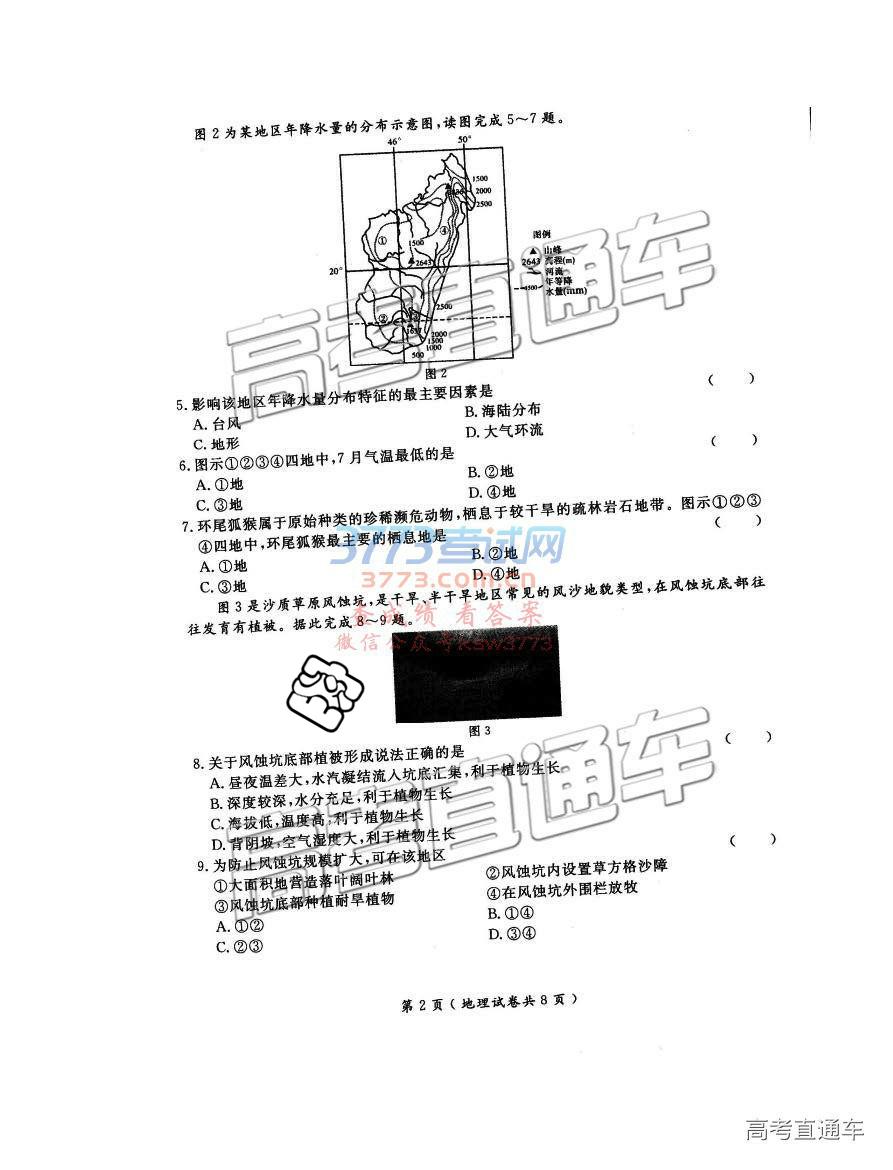 图 2 为某地区年降水量的分布示意图,读图完成 5～7 题。
46° 50°
1500
2000
2500
①
④
1500
2643
20°
2500
②
③
1657
2000
1500
1000
500
图例
山峰
2643 高程(m)
河流
年等降
1500 水量(mm)
图 2
5.影响该地区年降水量分布特征的最主要因素是 ( )
A.台风 B.海陆分布
C.地形 D.大气环流
6.图示①②③④四地中,7 月气温最低的是 ( )
A.①地 B.②地
C.③地 D.④地
7.环尾狐猴属于原始种类的珍稀濒危动物,栖息于较干旱的疏林岩石地带。图示①②③
④四地中,环尾狐猴最主要的栖息地是 ( )
A.①地 B.②地
C.③地 D.④地
图 3 是沙质草原风蚀坑,是干旱、半干旱地区常见的风沙地貌类型,在风蚀坑底部往
往发育有植被。据此完成 8～9 题。
图 3
8.关于风蚀坑底部植被形成说法正确的是 ( )
A.昼夜温差大,水汽凝结流入坑底汇集,利于植物生长
B.深度较深,水分充足,利于植物生长
C.海拔低,温度高,利于植物生长
D.背阴坡,空气湿度大,利于植物生长
9.为防止风蚀坑规模扩大,可在该地区 ( )
①大面积地营造落叶阔叶林 ②风蚀坑内设置草方格沙障
③风蚀坑底部种植耐旱植物 ④在风蚀坑外围栏放牧
A.①② B.①④
C.②③ D.③④
第 2 页 ( 地理试卷共 8 页 )
高考直通车
高考直通车
3773考试网
3773.com.cn
查成绩 看答案
微信公众号ksw3773
高考直通车